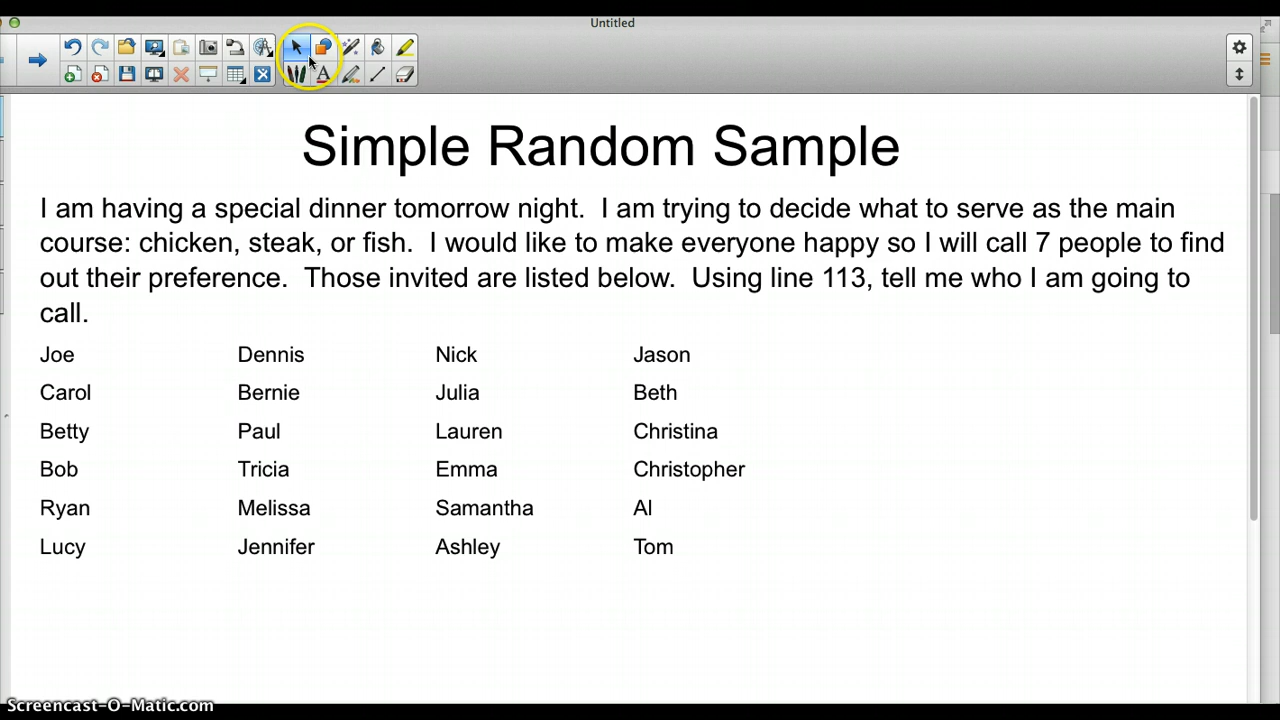 Untitled
Simple Random Sample
I am having a special dinner tomorrow night.  I am trying to decide what to serve as the main
course: chicken, steak, or fish.  I would like to make everyone happy so I will call 7 people to find
out their preference.  Those invited are listed below.  Using line 113, tell me who I am going to
call.
Joe Dennis Nick Jason
Carol Bernie Julia Beth
Betty Paul Lauren Christina
Bob Tricia Emma Christopher
Ryan Melissa Samantha Al
Lucy Jennifer Ashley Tom
Screencast-O-Matic.com